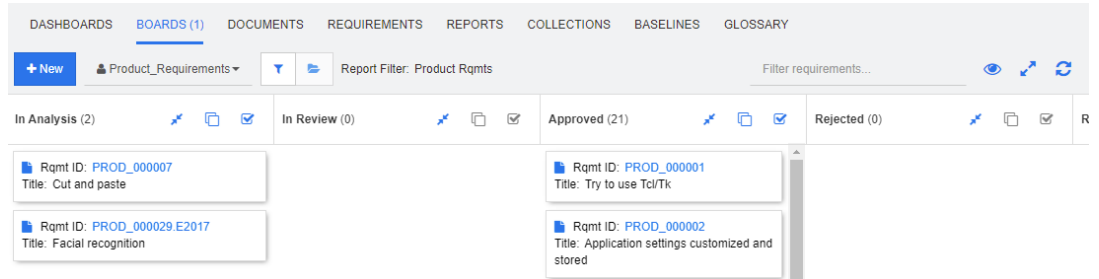 DASHBOARDS BOARDS (1) DOCUMENTS REQUIREMENTS REPORTS COLLECTIONS BASELINES GLOSSARY
+ New Product_Requirements Report Filter: Product Rqmts Filter requirements...
In Analysis (2) In Review (0) Approved (21) Rejected (0) R
Rqmt ID: PROD_000007 Rqmt ID: PROD_000001
Title: Cut and paste Title: Try to use Tcl/Tk
Rqmt ID: PROD_000029.E2017 Rqmt ID: PROD_000002
Title: Facial recognition Title: Application settings customized and
stored